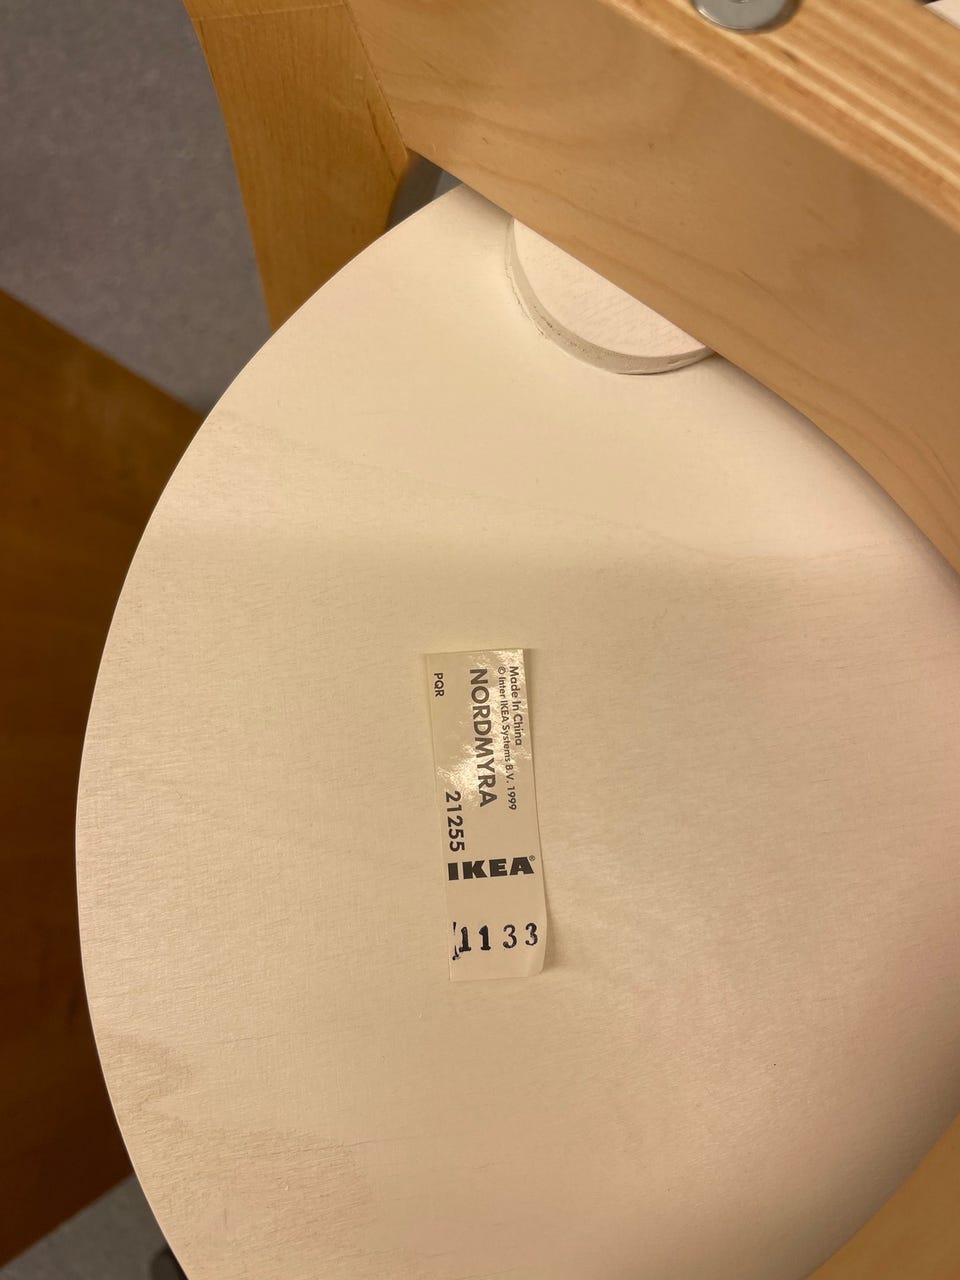 Made in China
© Inter IKEA Systems B.V. 1999
NORDMYRA
21255
PQR
IKEA®
1133